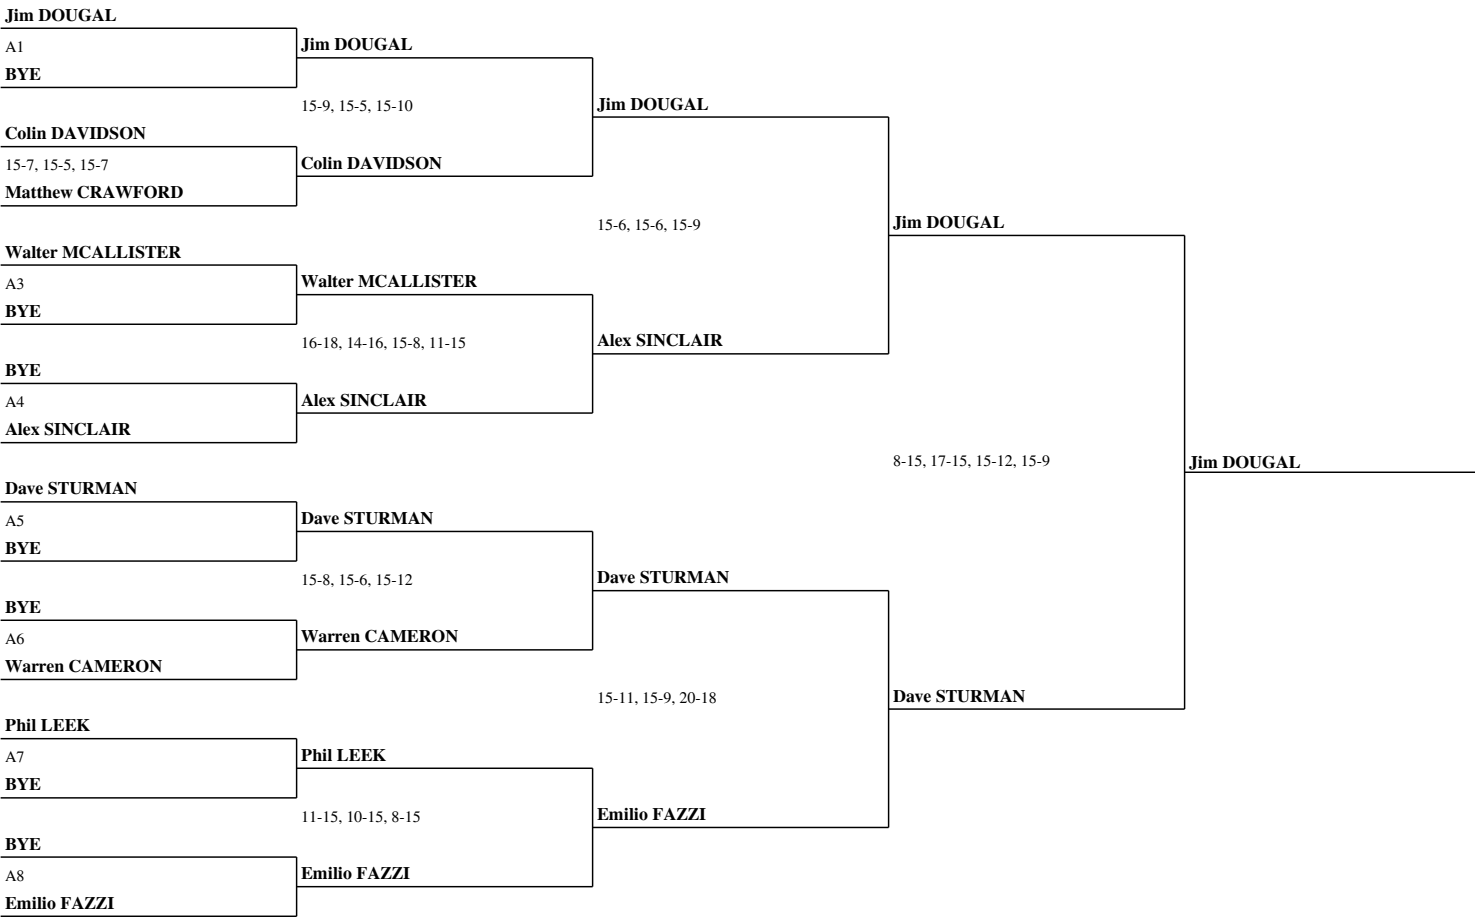 Jim DOUGAL
A1
BYE
Colin DAVIDSON
15-7, 15-5, 15-7
Matthew CRAWFORD
Walter MCALLISTER
A3
BYE
BYE
A4
Alex SINCLAIR
Dave STURMAN
A5
BYE
BYE
A6
Warren CAMERON
Phil LEEK
A7
BYE
BYE
A8
Emilio FAZZI
Jim DOUGAL
15-9, 15-5, 15-10
Colin DAVIDSON
Walter MCALLISTER
16-18, 14-16, 15-8, 11-15
Alex SINCLAIR
Dave STURMAN
15-8, 15-6, 15-12
Warren CAMERON
Phil LEEK
11-15, 10-15, 8-15
Emilio FAZZI
Jim DOUGAL
15-6, 15-6, 15-9
Alex SINCLAIR
Dave STURMAN
15-11, 15-9, 20-18
Emilio FAZZI
Jim DOUGAL
8-15, 17-15, 15-12, 15-9
Dave STURMAN
Jim DOUGAL